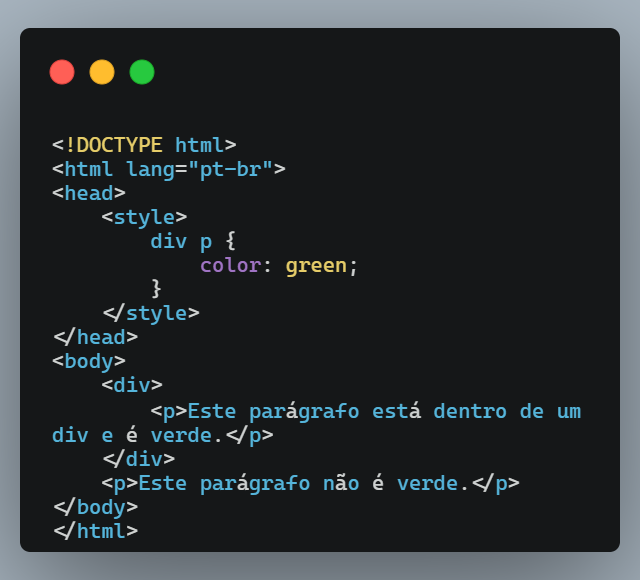 <!DOCTYPE html>
<html lang="pt-br">
<head>
    <style>
        div p {
            color: green;
        }
    </style>
</head>
<body>
    <div>
        <p>Este parágrafo está dentro de um
div e é verde.</p>
    </div>
    <p>Este parágrafo não é verde.</p>
</body>
</html>